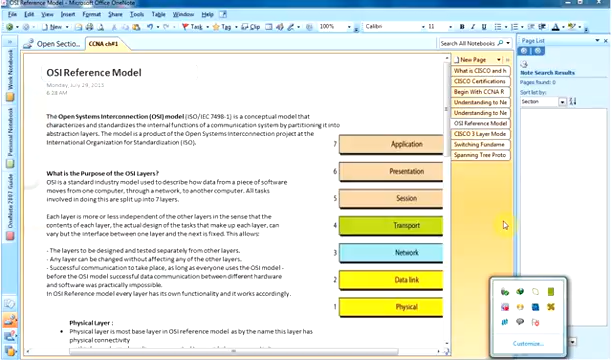 OSI Reference Model - Microsoft Office OneNote
File Edit View Insert Format Share Tools Table Window Help
New
Task
Tag
100%
Calibri
11
Open Sectio...
CCNA ch#1
Search All Notebooks
Page List
Work Notebook
Personal Notebook
OneNote 2007 Guide
OSI Reference Model
Monday, July 29, 2013
6:28 AM
The Open Systems Interconnection (OSI) model (ISO/IEC 7498-1) is a conceptual model that
characterizes and standardizes the internal functions of a communication system by partitioning it into
abstraction layers. The model is a product of the Open Systems Interconnection project at the
International Organization for Standardization (ISO).
What is the Purpose of the OSI Layers?
OSI is a standard industry model used to describe how data from a piece of software
moves from one computer, through a network, to another computer. All tasks
involved in doing this are split up into 7 layers.
Each layer is more or less independent of the other layers in the sense that the
contents of each layer, the actual design of the tasks that make up each layer, can
vary but the interface between one layer and the next is fixed. This allows:
- The layers to be designed and tested separately from other layers.
- Any layer can be changed without affecting any of the other layers.
- Successful communication to take place, as long as everyone uses the OSI model -
before the OSI model successful data communication between different hardware
and software was practically impossible.
In OSI Reference model every layer has its own functionality and it works accordingly.
Physical Layer :
• Physical layer is most base layer in OSI reference model as by the name this layer has
physical connectivity
7 Application
6 Presentation
5 Session
4 Transport
3 Network
2 Data link
1 Physical
New Page
What is CISCO and h
CISCO Certifications
Begin With CCNA R
Understanding to Ne
Understanding to Ne
OSI Reference Model
CISCO 3 Layer Mode
Switching Fundame
Spanning Tree Proto
Note Search Results
Pages found: 0
Sort list by:
Section
Customize...